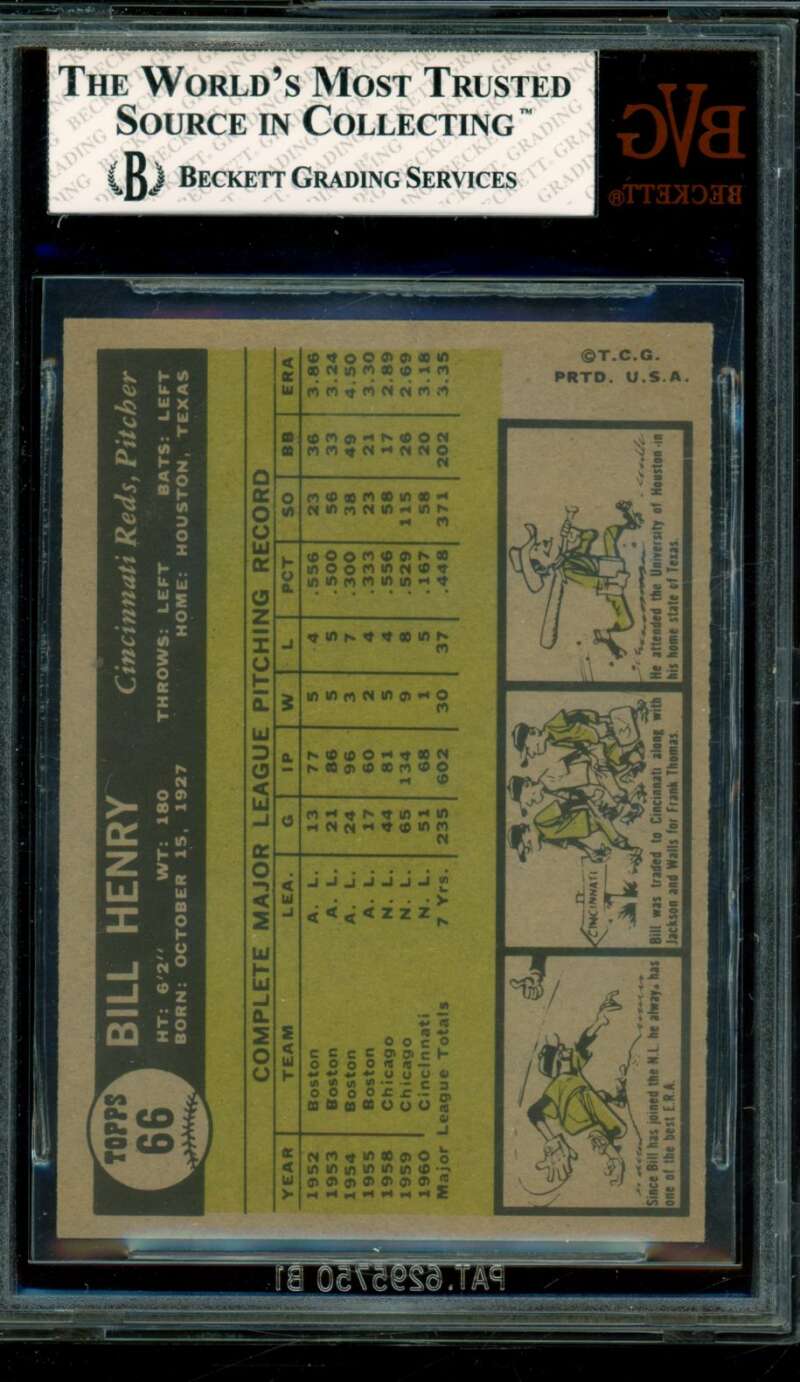 THE WORLD'S MOST TRUSTED
SOURCE IN COLLECTING™
B BECKETT GRADING SERVICES
BVG
BECKETT®
TOPPS
66
BILL HENRY Cincinnati Reds, Pitcher
HT: 6'2" WT: 180 THROWS: LEFT BATS: LEFT
BORN: OCTOBER 15, 1927 HOME: HOUSTON, TEXAS
COMPLETE MAJOR LEAGUE PITCHING RECORD
YEAR TEAM LEA. G IP W L PCT SO BB ERA
1952 Boston A. L. 13 77 5 4 .556 23 36 3.86
1953 Boston A. L. 21 86 5 5 .500 56 33 3.24
1954 Boston A. L. 24 96 3 7 .300 38 49 4.50
1955 Boston A. L. 17 60 2 4 .333 23 21 3.30
1958 Chicago N. L. 44 81 5 4 .556 58 17 2.89
1959 Chicago N. L. 65 134 9 8 .529 115 26 2.69
1960 Cincinnati N. L. 51 68 1 5 .167 58 20 3.18
Major League Totals 7 Yrs. 235 602 30 37 .448 371 202 3.35
Since Bill has joined the N.L. he alway. has
one of the best E.R.A.
CINCINNATI
Bill was traded to Cincinnati along with
Jackson and Walls for Frank Thomas.
He attended the University of Houston in
his home state of Texas.
©T.C.G.
PRTD. U.S.A.
PAT.6295750 B1